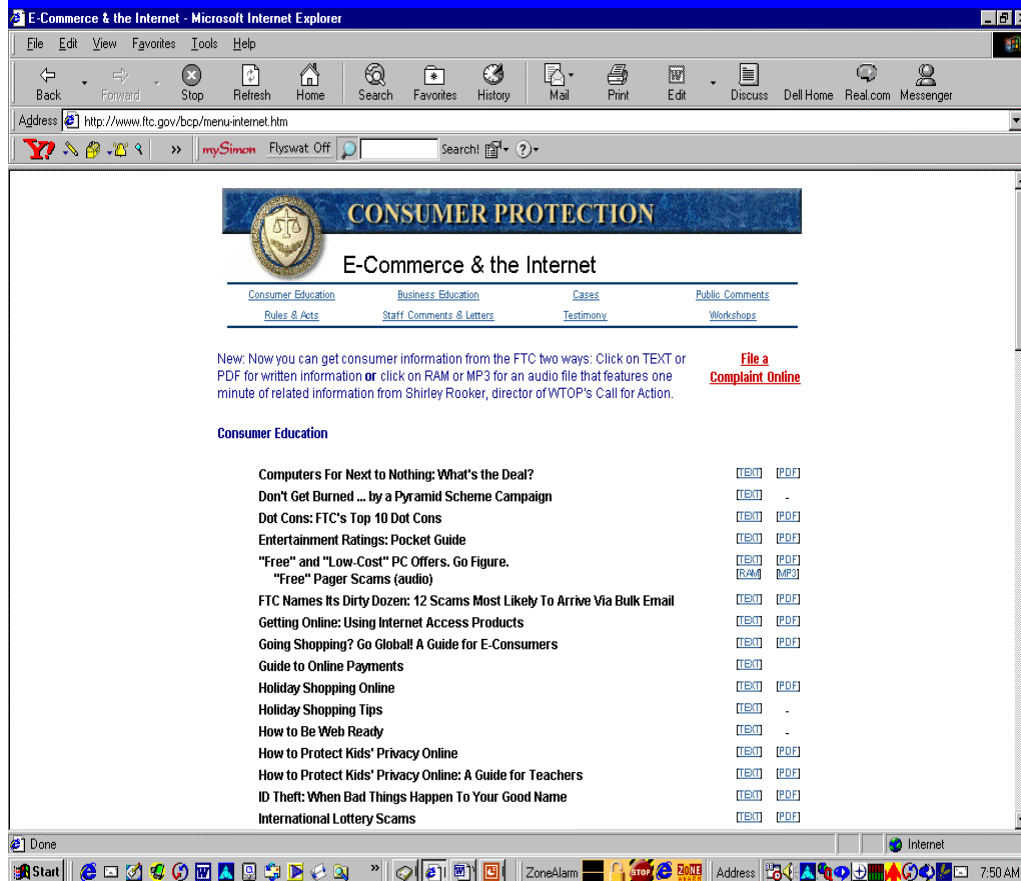 E-Commerce & the Internet - Microsoft Internet Explorer
File Edit View Favorites Tools Help
Back Forward Stop Refresh Home Search Favorites History Mail Print Edit Discuss Dell Home Real.com Messenger
Address http://www.ftc.gov/bcp/menu-internet.htm
Y! » mySimon Flyswat Off Search!
CONSUMER PROTECTION
E-Commerce & the Internet
Consumer Education Business Education Cases Public Comments
Rules & Acts Staff Comments & Letters Testimony Workshops
New: Now you can get consumer information from the FTC two ways: Click on TEXT or
PDF for written information or click on RAM or MP3 for an audio file that features one
minute of related information from Shirley Rooker, director of WTOP's Call for Action.
File a
Complaint Online
Consumer Education
Computers For Next to Nothing: What's the Deal? [TEXT] [PDF]
Don't Get Burned ... by a Pyramid Scheme Campaign [TEXT] -
Dot Cons: FTC's Top 10 Dot Cons [TEXT] [PDF]
Entertainment Ratings: Pocket Guide [TEXT] [PDF]
"Free" and "Low-Cost" PC Offers. Go Figure. [TEXT] [PDF]
"Free" Pager Scams (audio) [RAM] [MP3]
FTC Names Its Dirty Dozen: 12 Scams Most Likely To Arrive Via Bulk Email [TEXT] [PDF]
Getting Online: Using Internet Access Products [TEXT] [PDF]
Going Shopping? Go Global! A Guide for E-Consumers [TEXT] [PDF]
Guide to Online Payments [TEXT]
Holiday Shopping Online [TEXT] [PDF]
Holiday Shopping Tips [TEXT] -
How to Be Web Ready [TEXT] -
How to Protect Kids' Privacy Online [TEXT] [PDF]
How to Protect Kids' Privacy Online: A Guide for Teachers [TEXT] [PDF]
ID Theft: When Bad Things Happen To Your Good Name [TEXT] [PDF]
International Lottery Scams [TEXT] [PDF]
Done Internet
Start » ZoneAlarm STOP ZONE Address 7:50 AM